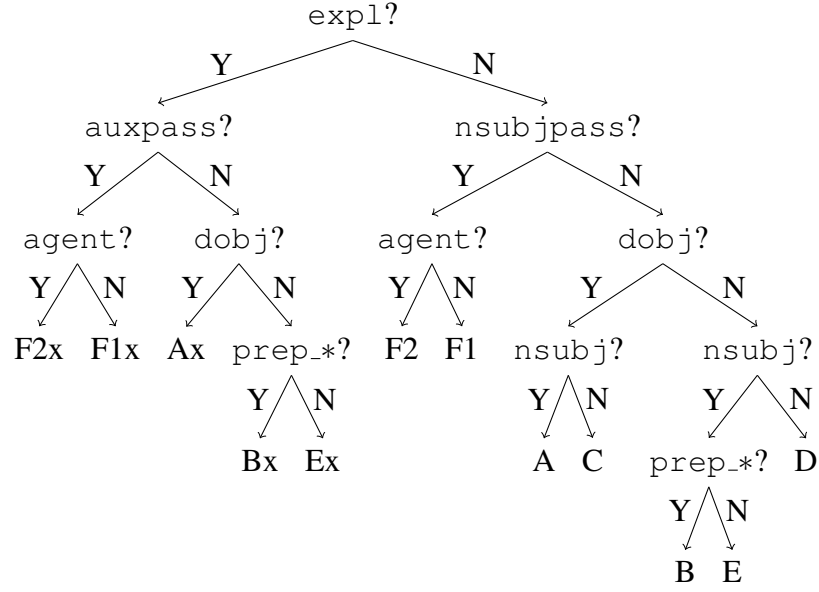 expl?
Y N
auxpass? nsubjpass?
Y N Y N
agent? dobj? agent? dobj?
Y N Y N Y N Y N
F2x F1x Ax prep_*? F2 F1 nsubj? nsubj?
Y N Y N Y N
Bx Ex A C prep_*? D
Y N
B E